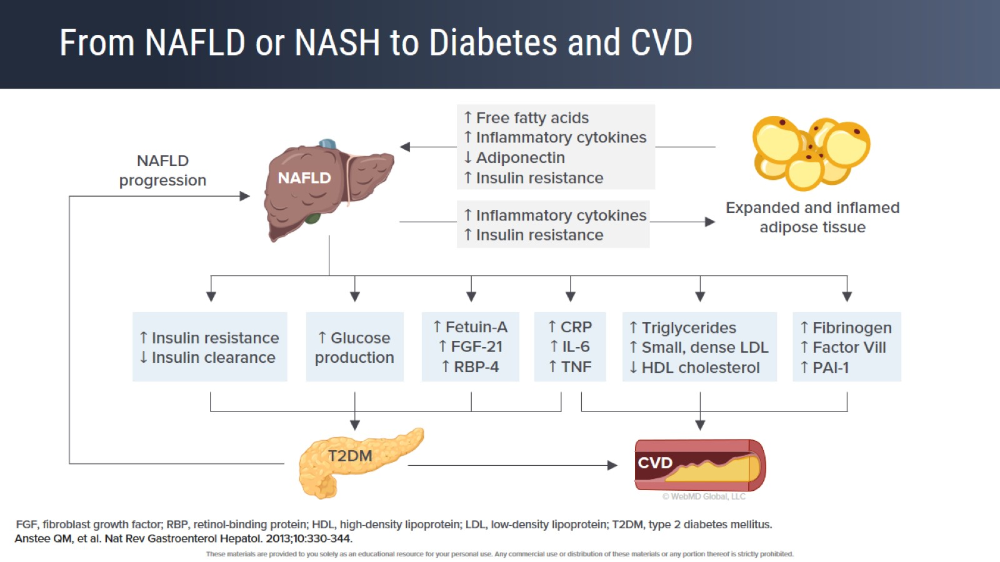 From NAFLD or NASH to Diabetes and CVD
↑ Free fatty acids
↑ Inflammatory cytokines
↓ Adiponectin
↑ Insulin resistance
NAFLD
progression
NAFLD
↑ Inflammatory cytokines
↑ Insulin resistance
Expanded and inflamed
adipose tissue
↑ Insulin resistance
↓ Insulin clearance
↑ Glucose
production
↑ Fetuin-A
↑ FGF-21
↑ RBP-4
↑ CRP
↑ IL-6
↑ TNF
↑ Triglycerides
↑ Small, dense LDL
↓ HDL cholesterol
↑ Fibrinogen
↑ Factor Vill
↑ PAI-1
T2DM
CVD
© WebMD Global, LLC
FGF, fibroblast growth factor; RBP, retinol-binding protein; HDL, high-density lipoprotein; LDL, low-density lipoprotein; T2DM, type 2 diabetes mellitus.
Anstee QM, et al. Nat Rev Gastroenterol Hepatol. 2013;10:330-344.
These materials are provided to you solely as an educational resource for your personal use. Any commercial use or distribution of these materials or any portion thereof is strictly prohibited.